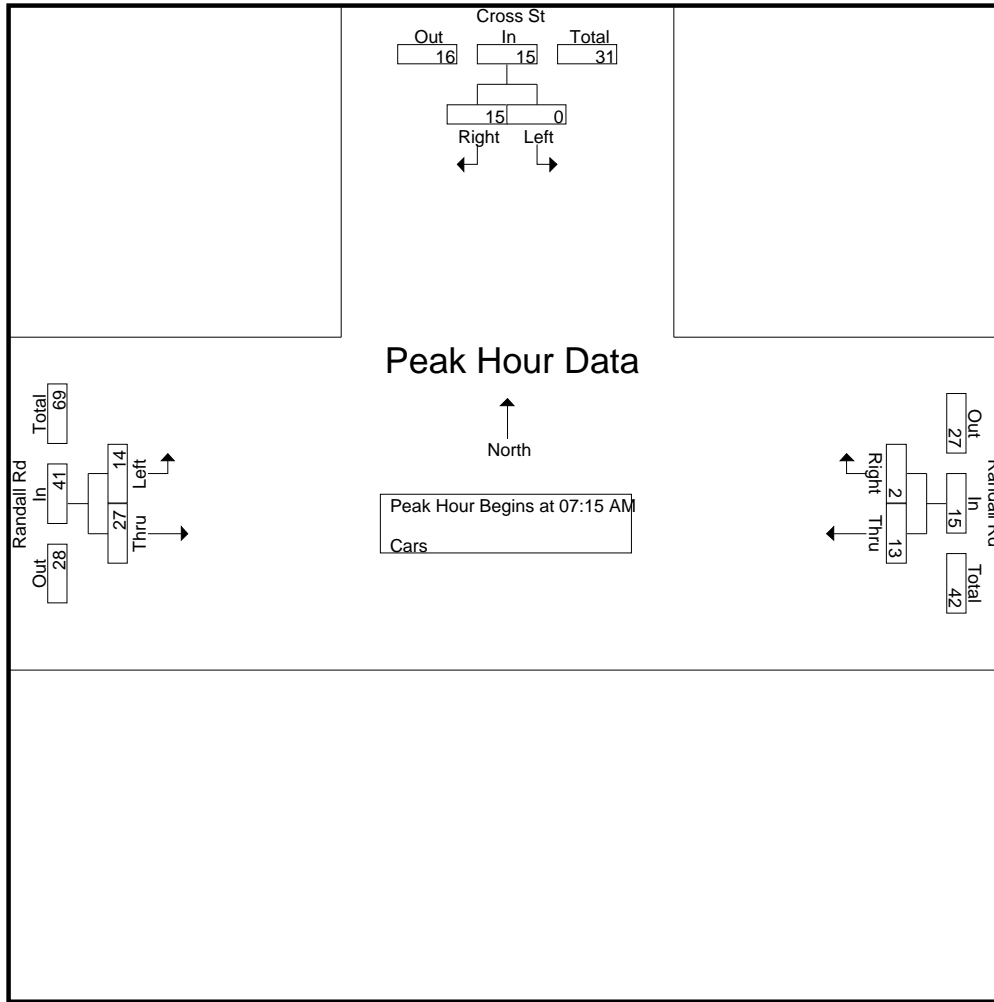 Cross St
Out In Total
16 15 31
15 0
Right Left
Peak Hour Data
North
Peak Hour Begins at 07:15 AM
Cars
Randall Rd
Total In Out
69 41 28
14 27
Left Thru
Randall Rd
Out In Total
27 15 42
2 13
Right Thru